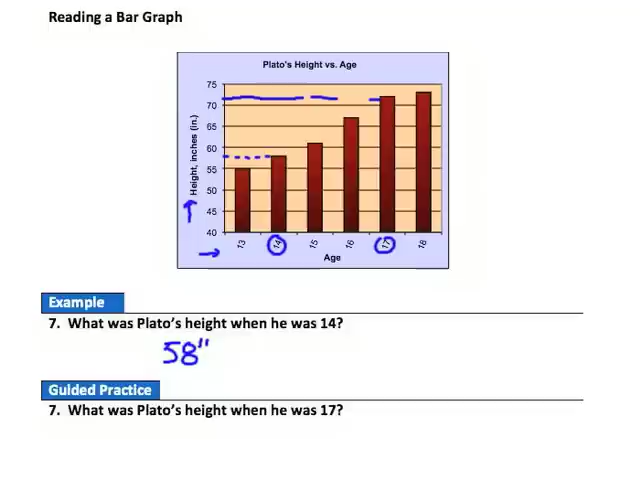 Reading a Bar Graph
Plato's Height vs. Age
Height, inches (in.)
75
70
65
60
55
50
45
40
13
14
15
16
17
18
Age
Example
7. What was Plato's height when he was 14?
58"
Guided Practice
7. What was Plato's height when he was 17?